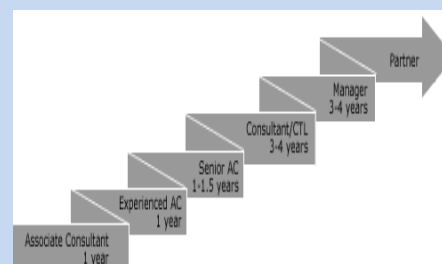 Partner
Manager
3-4 years
Consultant/CTL
3-4 years
Senior AC
1-1.5 years
Experienced AC
1 year
Associate Consultant
1 year